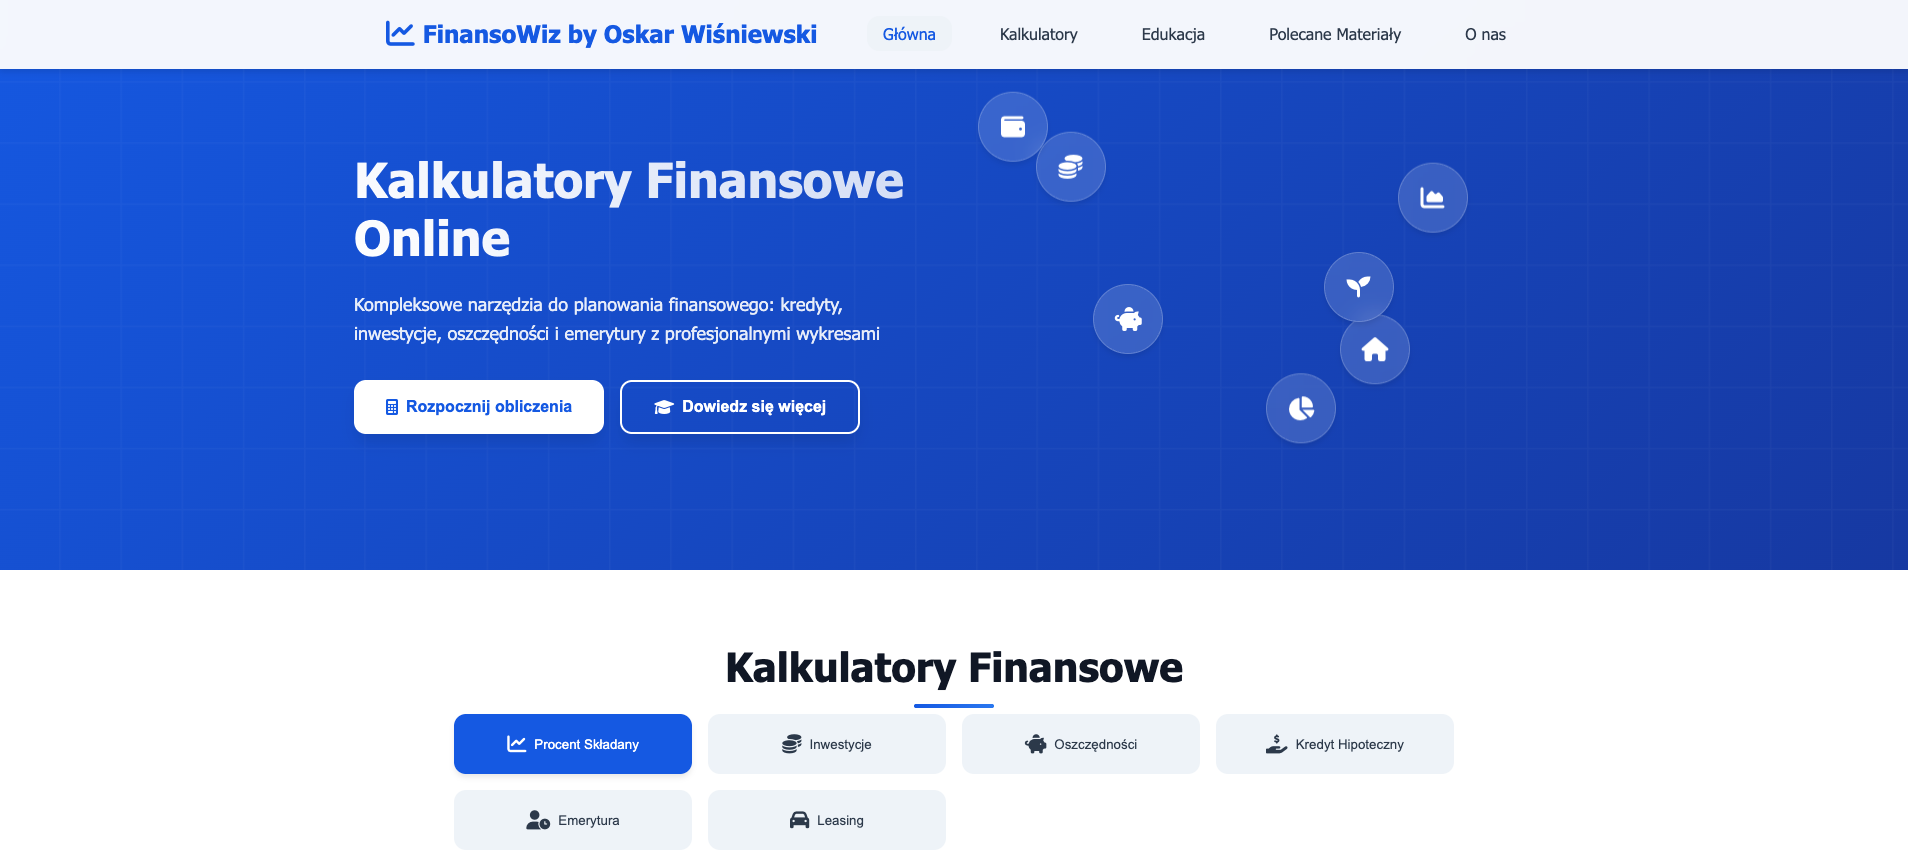 FinansoWiz by Oskar Wiśniewski
Główna
Kalkulatory
Edukacja
Polecane Materiały
O nas
Kalkulatory Finansowe
Online
Kompleksowe narzędzia do planowania finansowego: kredyty,
inwestycje, oszczędności i emerytury z profesjonalnymi wykresami
Rozpocznij obliczenia
Dowiedz się więcej
Kalkulatory Finansowe
Procent Składany
Inwestycje
Oszczędności
Kredyt Hipoteczny
Emerytura
Leasing